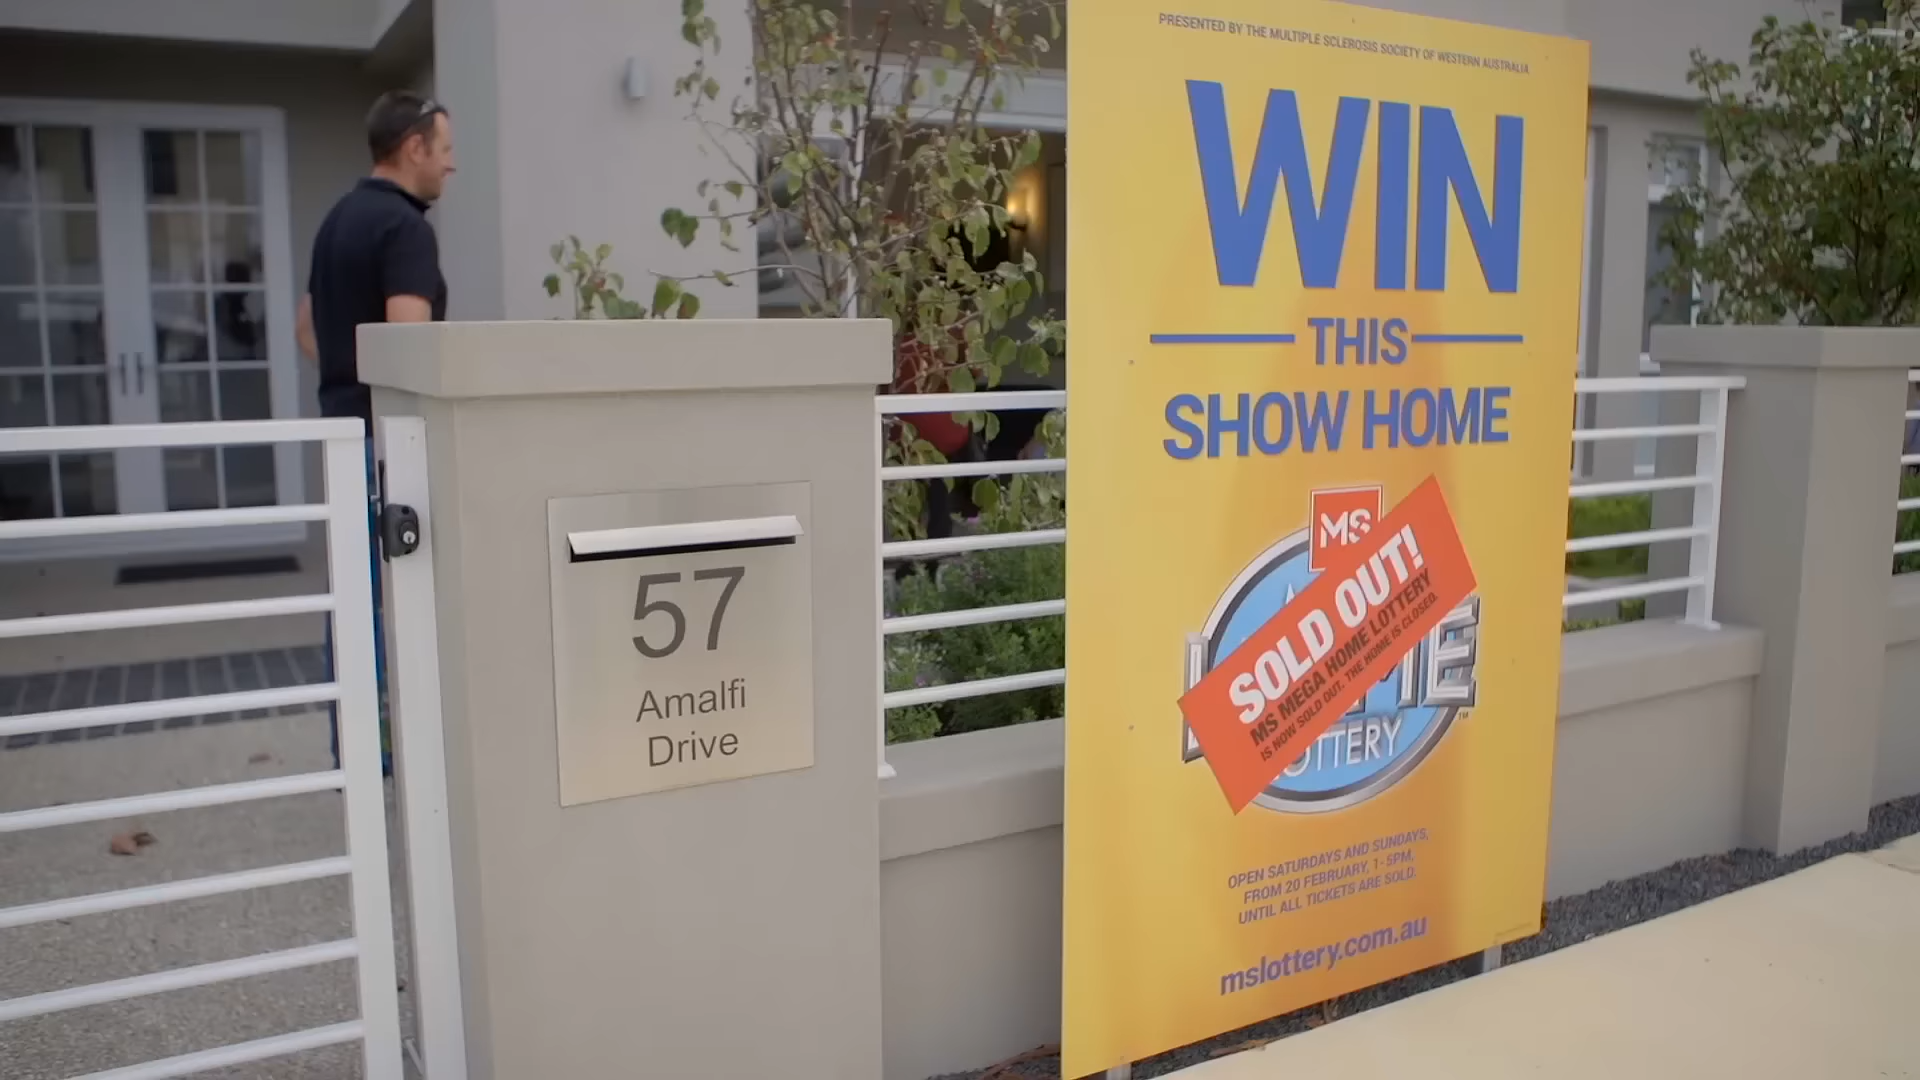 57
Amalfi
Drive
PRESENTED BY THE MULTIPLE SCLEROSIS SOCIETY OF WESTERN AUSTRALIA
WIN
THIS
SHOW HOME
MS
SOLD OUT!
MS MEGA HOME LOTTERY
IS NOW SOLD OUT. THE HOME IS CLOSED.
LOTTERY
TM
OPEN SATURDAYS AND SUNDAYS,
FROM 20 FEBRUARY, 1-5PM,
UNTIL ALL TICKETS ARE SOLD.
mslottery.com.au